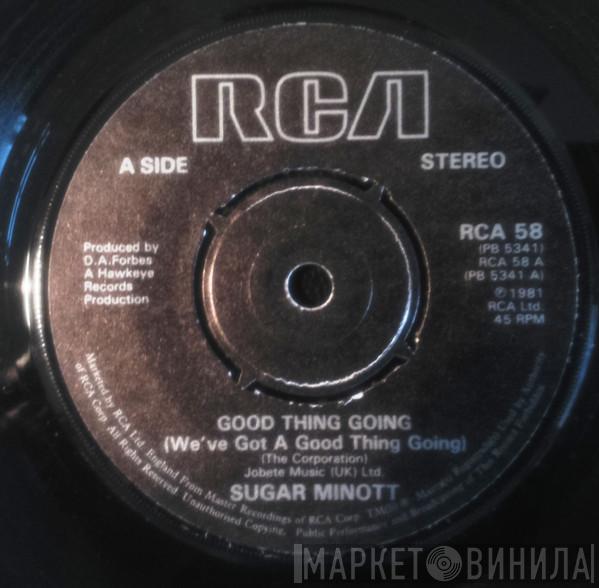 RCA
A SIDE
STEREO
Produced by
D.A.Forbes
A Hawkeye
Records
Production
RCA 58
(PB 5341)
RCA 58 A
(PB 5341 A)
℗1981
RCA Ltd.
45 RPM
GOOD THING GOING
(We've Got A Good Thing Going)
(The Corporation)
Jobete Music (UK) Ltd.
SUGAR MINOTT
Marketed by RCA Ltd. England From Master Recordings of RCA Corp. TM(s) ®
of RCA Corp. All Rights Reserved. Unauthorised Copying, Public Performance and Broadcasting of This Record Forbidden
МАРКЕТ ВИНИЛА